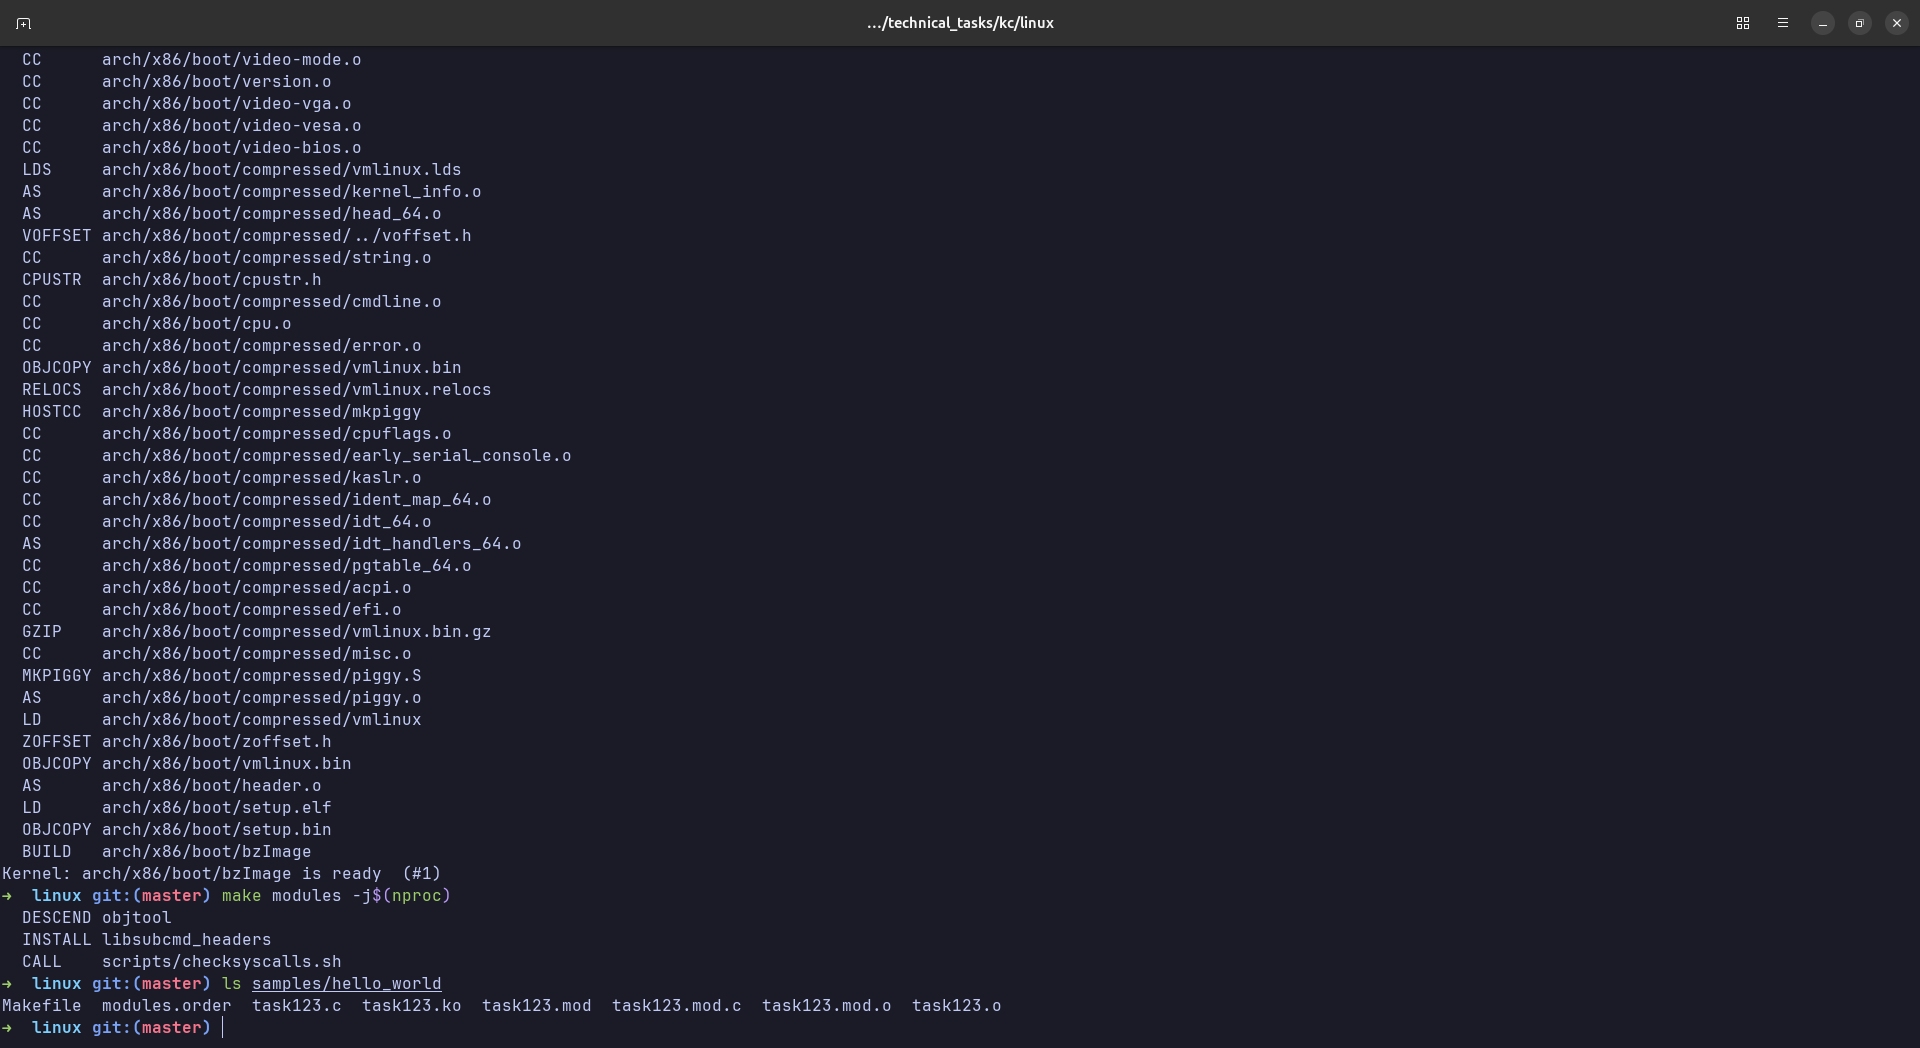 .../technical_tasks/kc/linux
CC      arch/x86/boot/video-mode.o
CC      arch/x86/boot/version.o
CC      arch/x86/boot/video-vga.o
CC      arch/x86/boot/video-vesa.o
CC      arch/x86/boot/video-bios.o
LDS     arch/x86/boot/compressed/vmlinux.lds
AS      arch/x86/boot/compressed/kernel_info.o
AS      arch/x86/boot/compressed/head_64.o
VOFFSET arch/x86/boot/compressed/../voffset.h
CC      arch/x86/boot/compressed/string.o
CPUSTR  arch/x86/boot/cpustr.h
CC      arch/x86/boot/compressed/cmdline.o
CC      arch/x86/boot/cpu.o
CC      arch/x86/boot/compressed/error.o
OBJCOPY arch/x86/boot/compressed/vmlinux.bin
RELOCS  arch/x86/boot/compressed/vmlinux.relocs
HOSTCC  arch/x86/boot/compressed/mkpiggy
CC      arch/x86/boot/compressed/cpuflags.o
CC      arch/x86/boot/compressed/early_serial_console.o
CC      arch/x86/boot/compressed/kaslr.o
CC      arch/x86/boot/compressed/ident_map_64.o
CC      arch/x86/boot/compressed/idt_64.o
AS      arch/x86/boot/compressed/idt_handlers_64.o
CC      arch/x86/boot/compressed/pgtable_64.o
CC      arch/x86/boot/compressed/acpi.o
CC      arch/x86/boot/compressed/efi.o
GZIP    arch/x86/boot/compressed/vmlinux.bin.gz
CC      arch/x86/boot/compressed/misc.o
MKPIGGY arch/x86/boot/compressed/piggy.S
AS      arch/x86/boot/compressed/piggy.o
LD      arch/x86/boot/compressed/vmlinux
ZOFFSET arch/x86/boot/zoffset.h
OBJCOPY arch/x86/boot/vmlinux.bin
AS      arch/x86/boot/header.o
LD      arch/x86/boot/setup.elf
OBJCOPY arch/x86/boot/setup.bin
BUILD   arch/x86/boot/bzImage
Kernel: arch/x86/boot/bzImage is ready  (#1)
➜  linux git:(master) make modules -j$(nproc)
DESCEND objtool
INSTALL libsubcmd_headers
CALL    scripts/checksyscalls.sh
➜  linux git:(master) ls samples/hello_world
Makefile  modules.order  task123.c  task123.ko  task123.mod  task123.mod.c  task123.mod.o  task123.o
➜  linux git:(master)